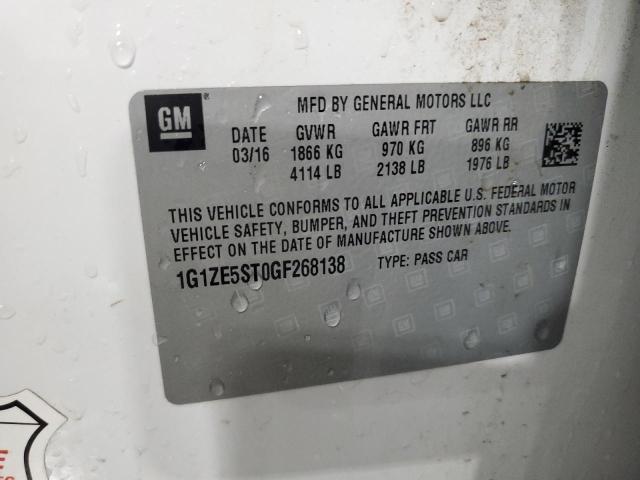 GM
MFD BY GENERAL MOTORS LLC
DATE GVWR GAWR FRT GAWR RR
03/16 1866 KG 970 KG 896 KG
4114 LB 2138 LB 1976 LB
THIS VEHICLE CONFORMS TO ALL APPLICABLE U.S. FEDERAL MOTOR
VEHICLE SAFETY, BUMPER, AND THEFT PREVENTION STANDARDS IN
EFFECT ON THE DATE OF MANUFACTURE SHOWN ABOVE.
1G1ZE5ST0GF268138 TYPE: PASS CAR